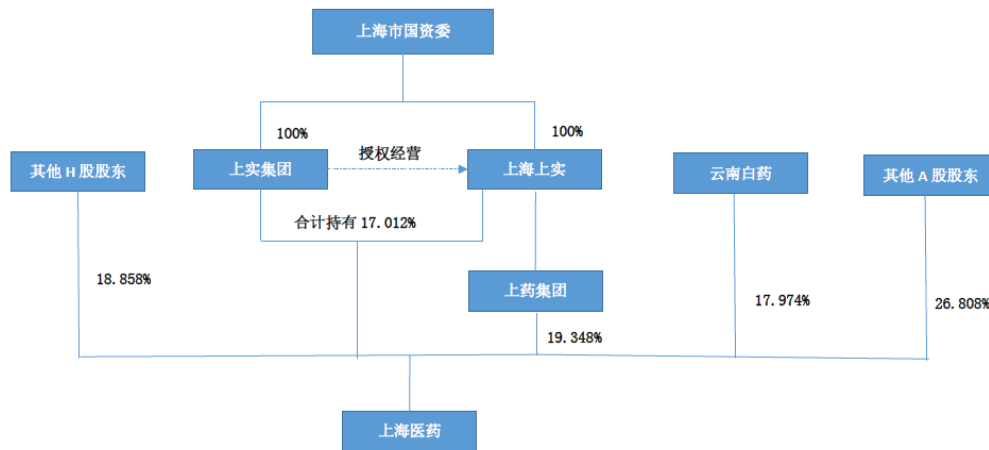 上海市国资委
100%
100%
其他 H 股股东
上实集团
授权经营
上海上实
云南白药
其他 A 股股东
合计持有 17.012%
18.858%
上药集团
17.974%
26.808%
19.348%
上海医药